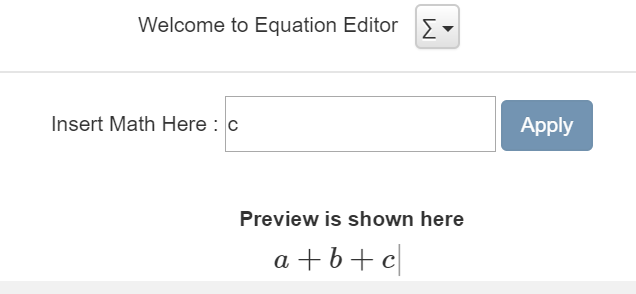 Welcome to Equation Editor ∑
Insert Math Here : c Apply
Preview is shown here
a + b + c